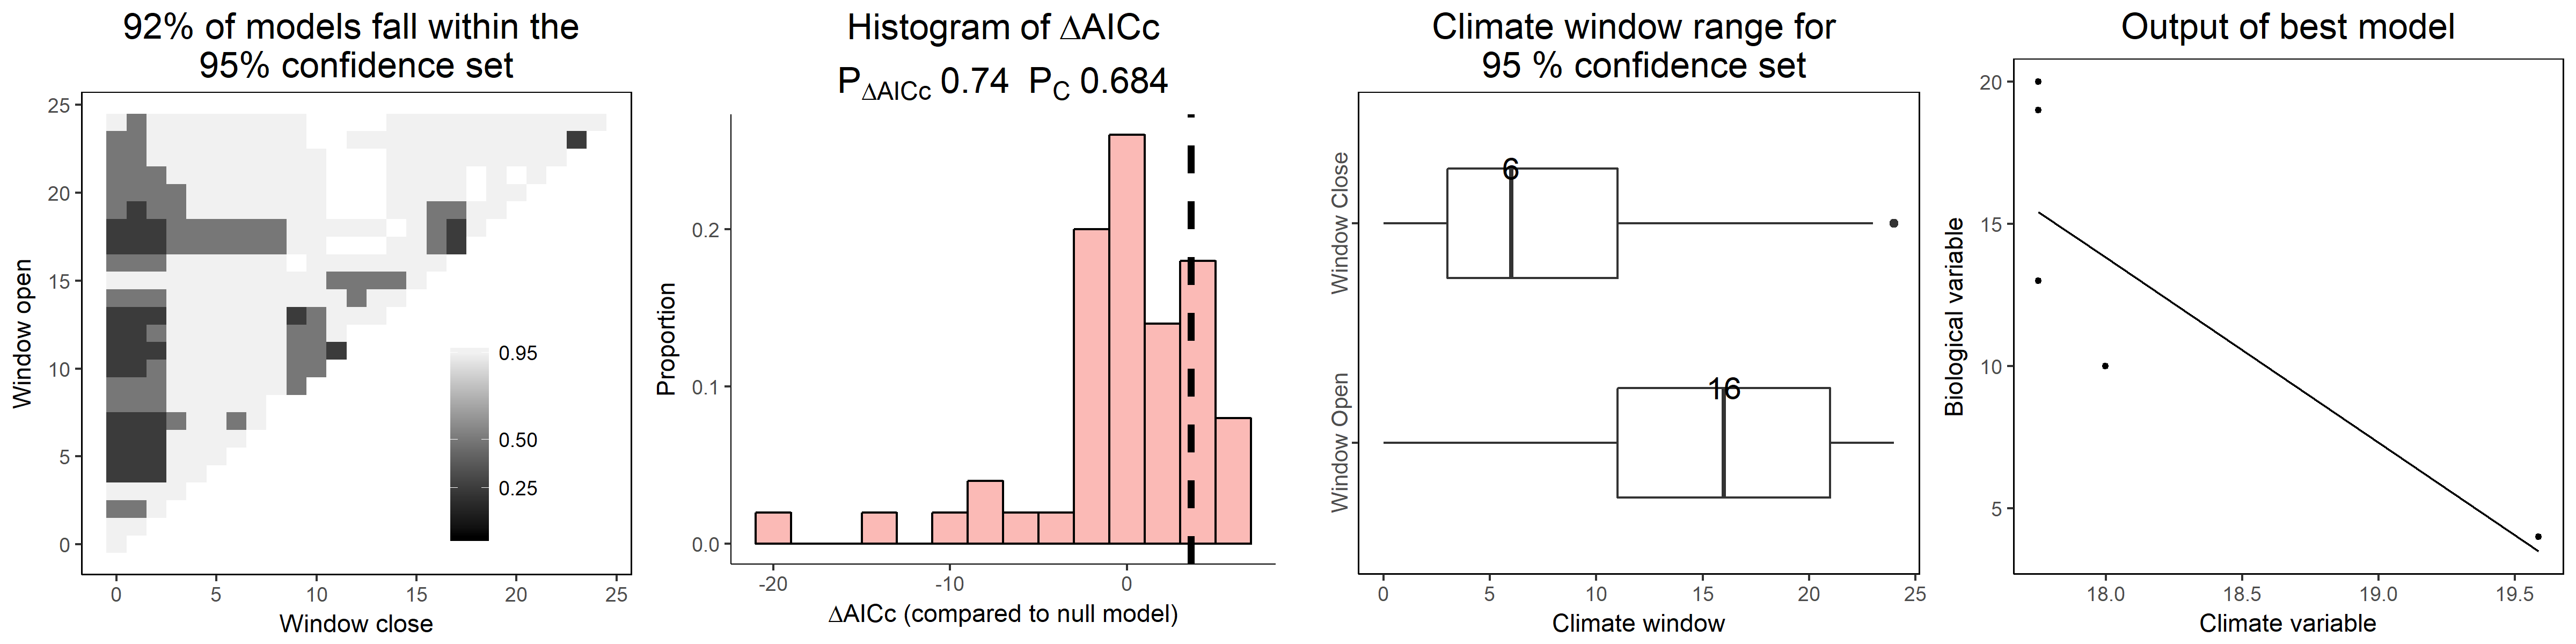 92% of models fall within the
95% confidence set
25
20
15
10
5
0
Window open
0 5 10 15 20 25
Window close
0.95
0.50
0.25
Histogram of ΔAICc
PΔAICc 0.74 PC 0.684
0.2
0.1
0.0
Proportion
-20 -10 0
ΔAICc (compared to null model)
Climate window range for
95 % confidence set
Window Close
Window Open
6
16
0 5 10 15 20 25
Climate window
Output of best model
20
15
10
5
Biological variable
18.0 18.5 19.0 19.5
Climate variable